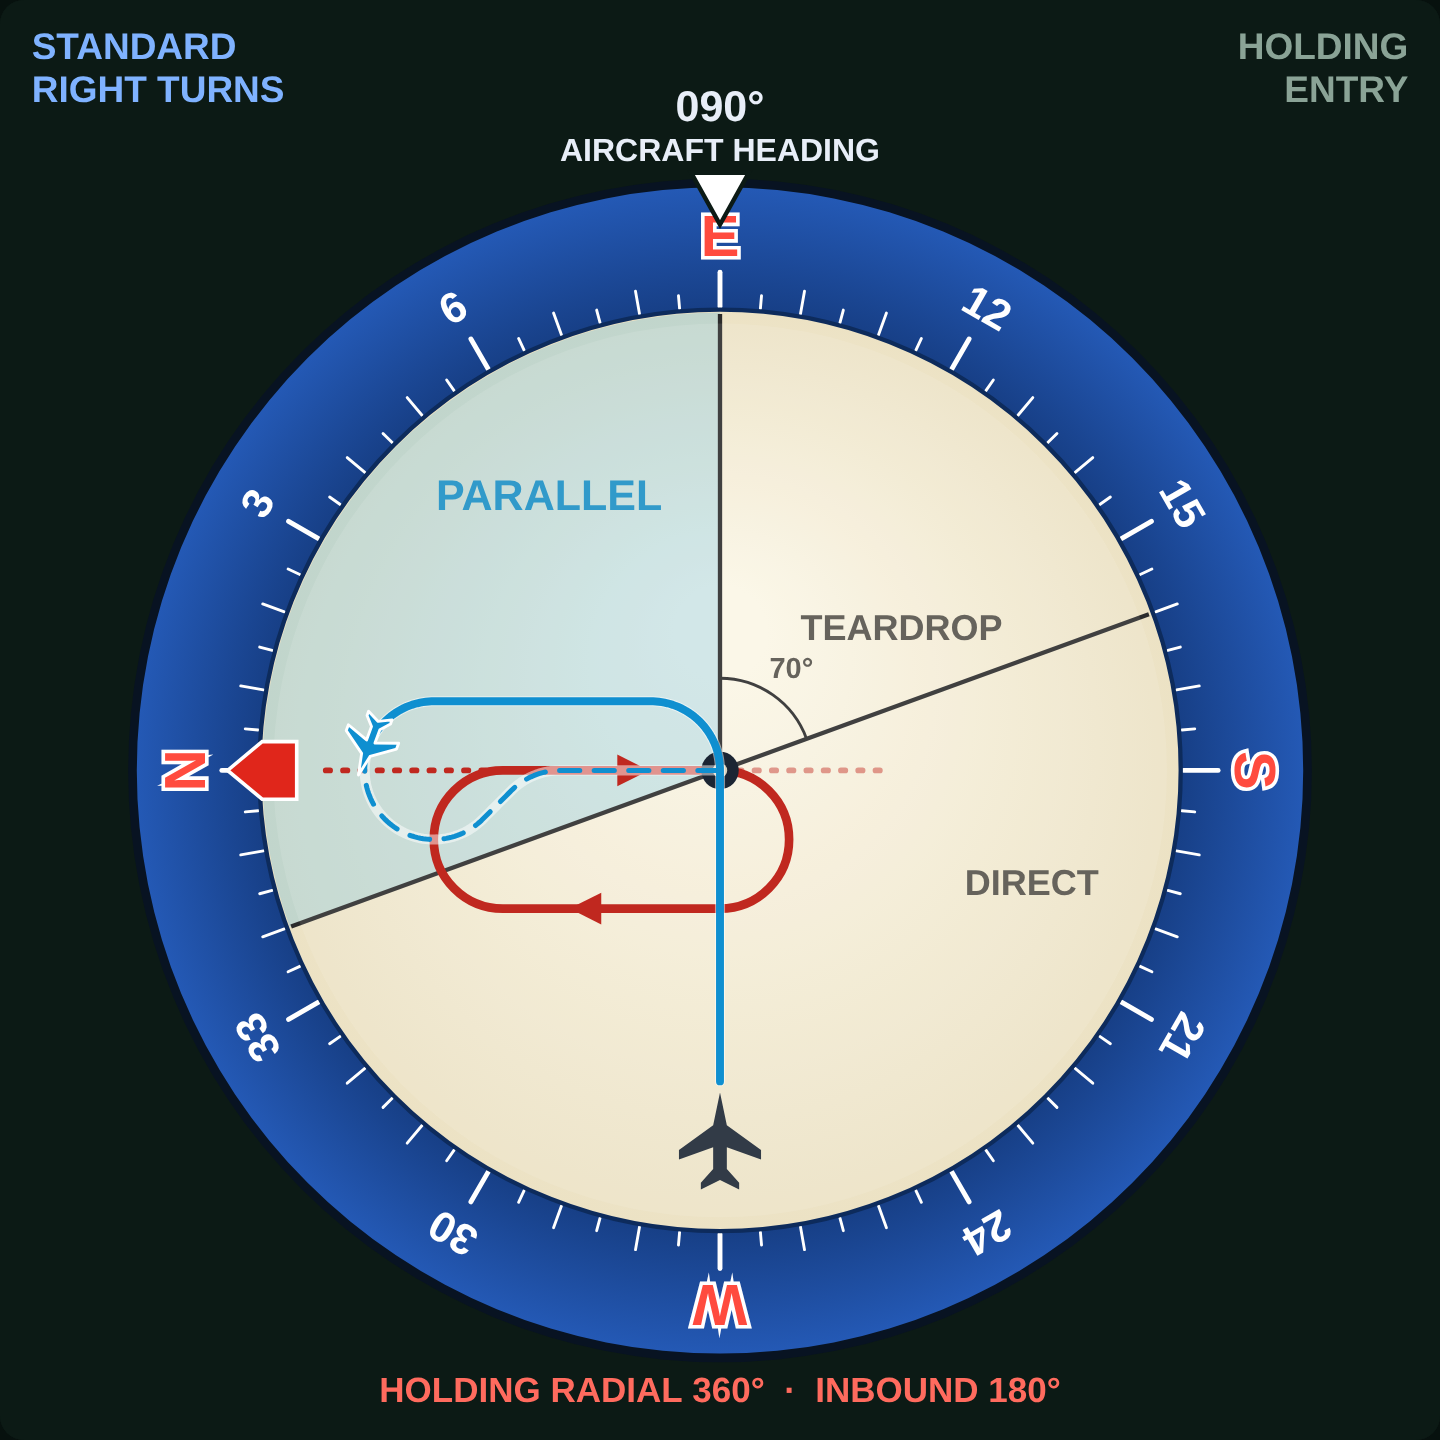 STANDARD
RIGHT TURNS
HOLDING
ENTRY
090°
AIRCRAFT HEADING
E
6
12
3
15
PARALLEL
TEARDROP
70°
N
S
DIRECT
33
21
30
24
W
HOLDING RADIAL 360° · INBOUND 180°